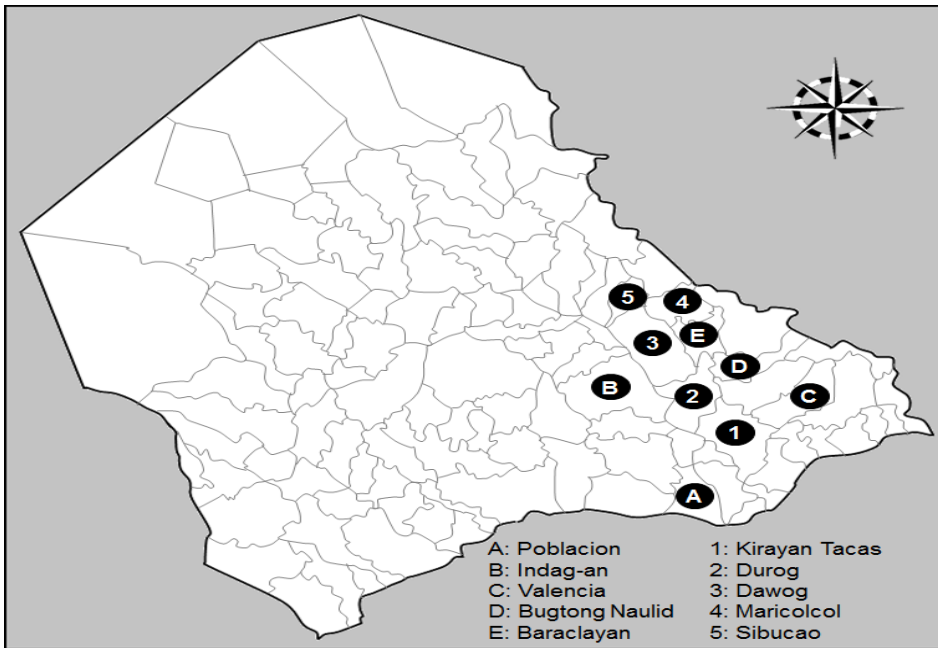 5
4
E
3
D
B
2
C
1
A
A: Poblacion
B: Indag-an
C: Valencia
D: Bugtong Naulid
E: Baraclayan
1: Kirayan Tacas
2: Durog
3: Dawog
4: Maricolcol
5: Sibucao